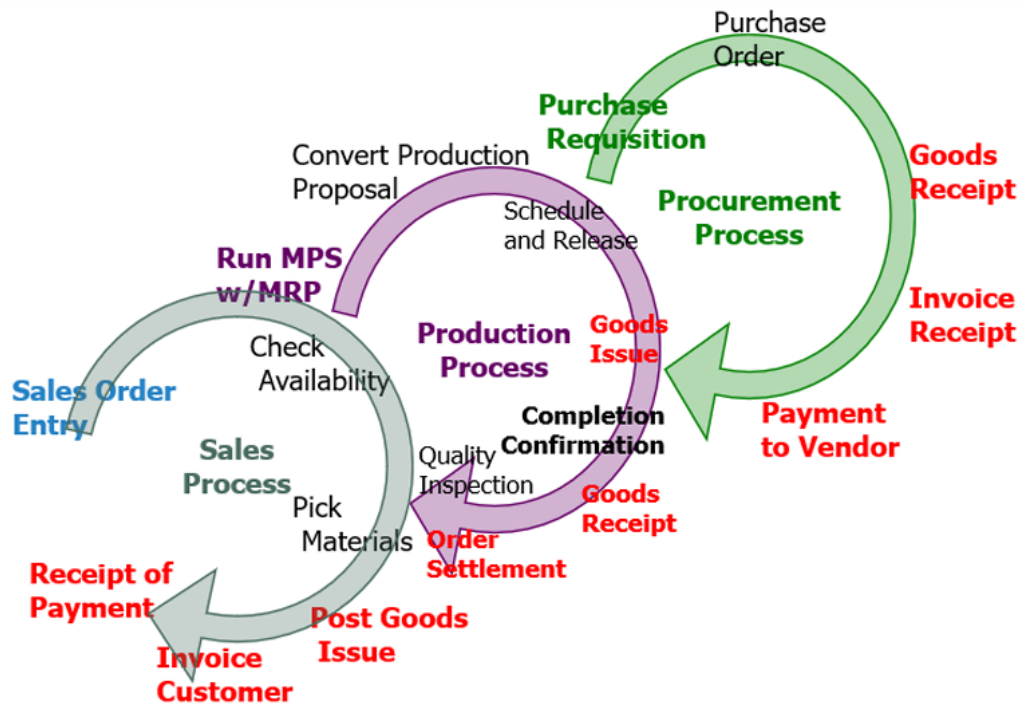 Purchase
Order
Purchase
Requisition
Goods
Receipt
Convert Production
Proposal
Procurement
Process
Schedule
and Release
Run MPS
w/MRP
Invoice
Receipt
Goods
Issue
Production
Process
Check
Availability
Sales Order
Entry
Completion
Confirmation
Payment
to Vendor
Sales
Process
Quality
Inspection
Goods
Receipt
Pick
Materials
Order
Settlement
Receipt of
Payment
Post Goods
Issue
Invoice
Customer